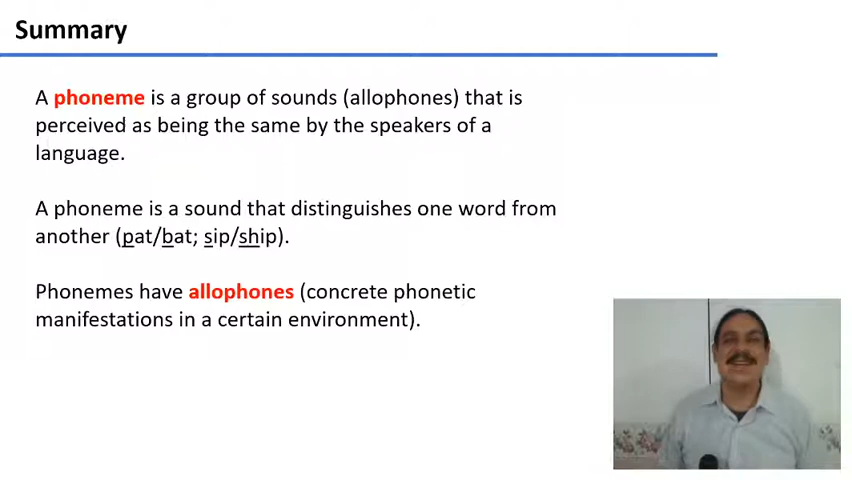 Summary
A phoneme is a group of sounds (allophones) that is
perceived as being the same by the speakers of a
language.
A phoneme is a sound that distinguishes one word from
another (pat/bat; sip/ship).
Phonemes have allophones (concrete phonetic
manifestations in a certain environment).